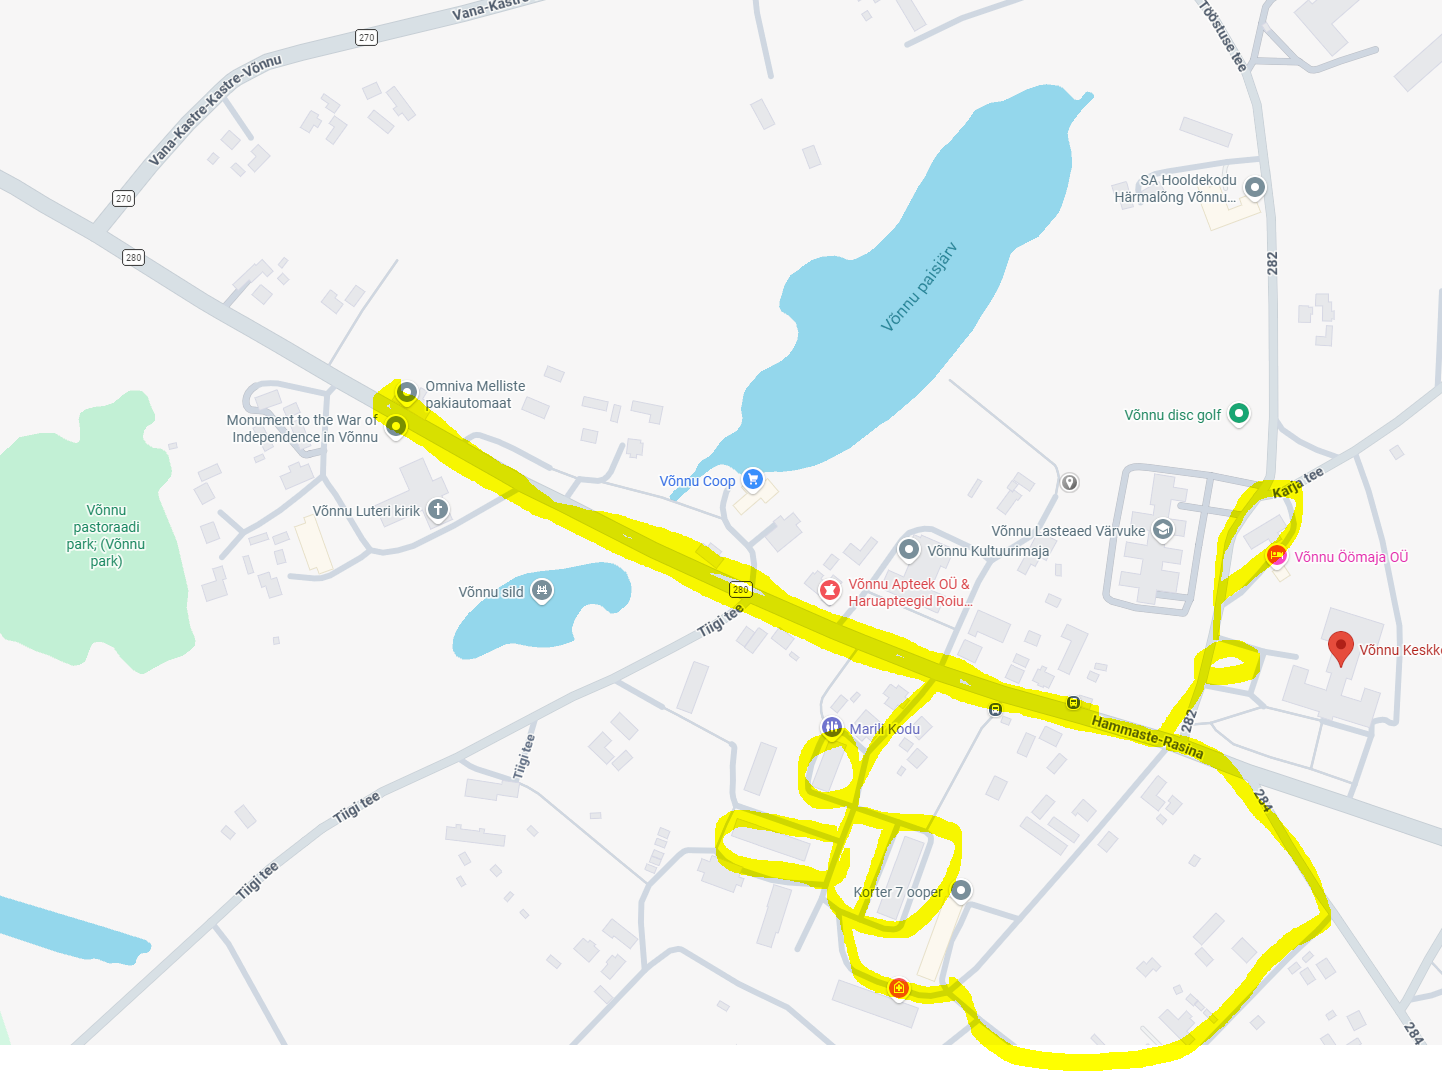 Vana-Kastre
270
Tööstuse tee
Vana-Kastre-Kastre-Võnnu
270
280
SA Hooldekodu
Härmalõng Võnnu...
282
Võnnu paisjärv
Omniva Melliste
pakiautomaat
Monument to the War of
Independence in Võnnu
Võnnu disc golf
Võnnu Coop
Karja tee
Võnnu
pastoraadi
park; (Võnnu
park)
Võnnu Luteri kirik
Võnnu Lasteaed Värvuke
Võnnu Kultuurimaja
Võnnu Öömaja OÜ
Võnnu sild
280
Võnnu Apteek OÜ &
Haruapteegid Roiu...
Tiigi tee
Võnnu Keskk
Marili Kodu
282
Hammaste-Rasina
Tiigi tee
Tiigi tee
284
Tiigi tee
Korter 7 ooper
284